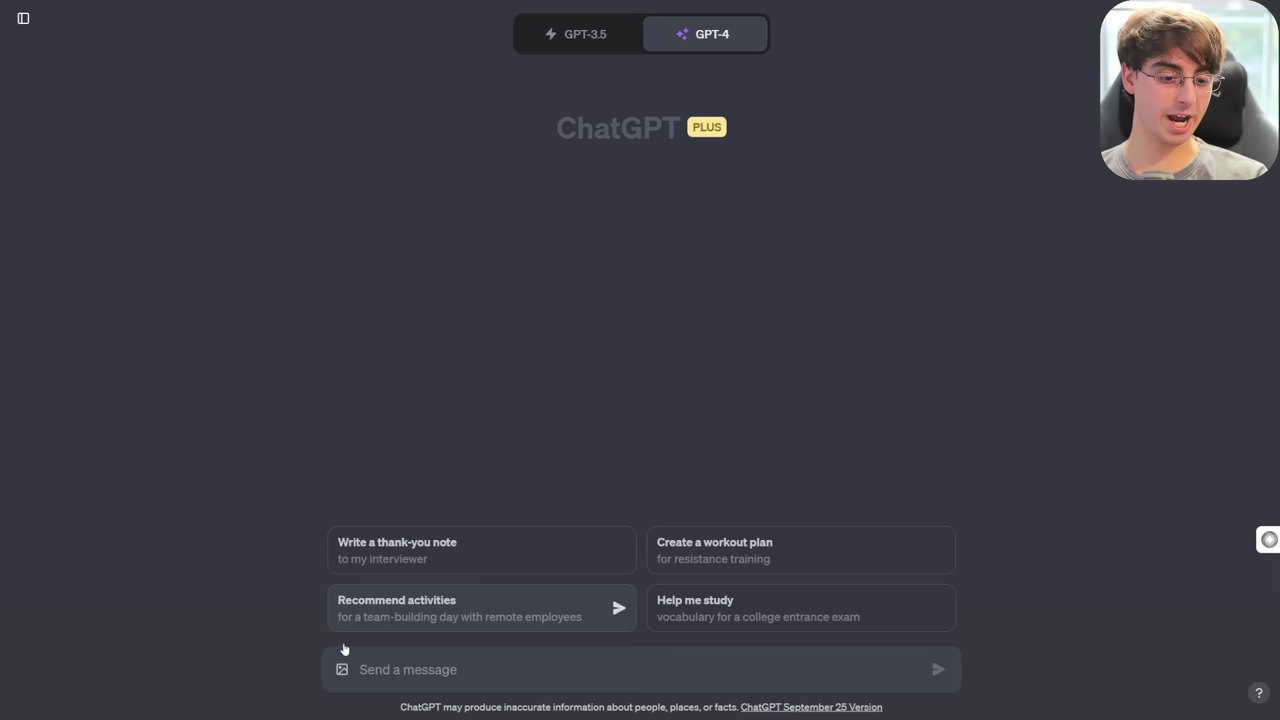 GPT-3.5
GPT-4
ChatGPT PLUS
Write a thank-you note
to my interviewer
Create a workout plan
for resistance training
Recommend activities
for a team-building day with remote employees
Help me study
vocabulary for a college entrance exam
Send a message
ChatGPT may produce inaccurate information about people, places, or facts. ChatGPT September 25 Version
?